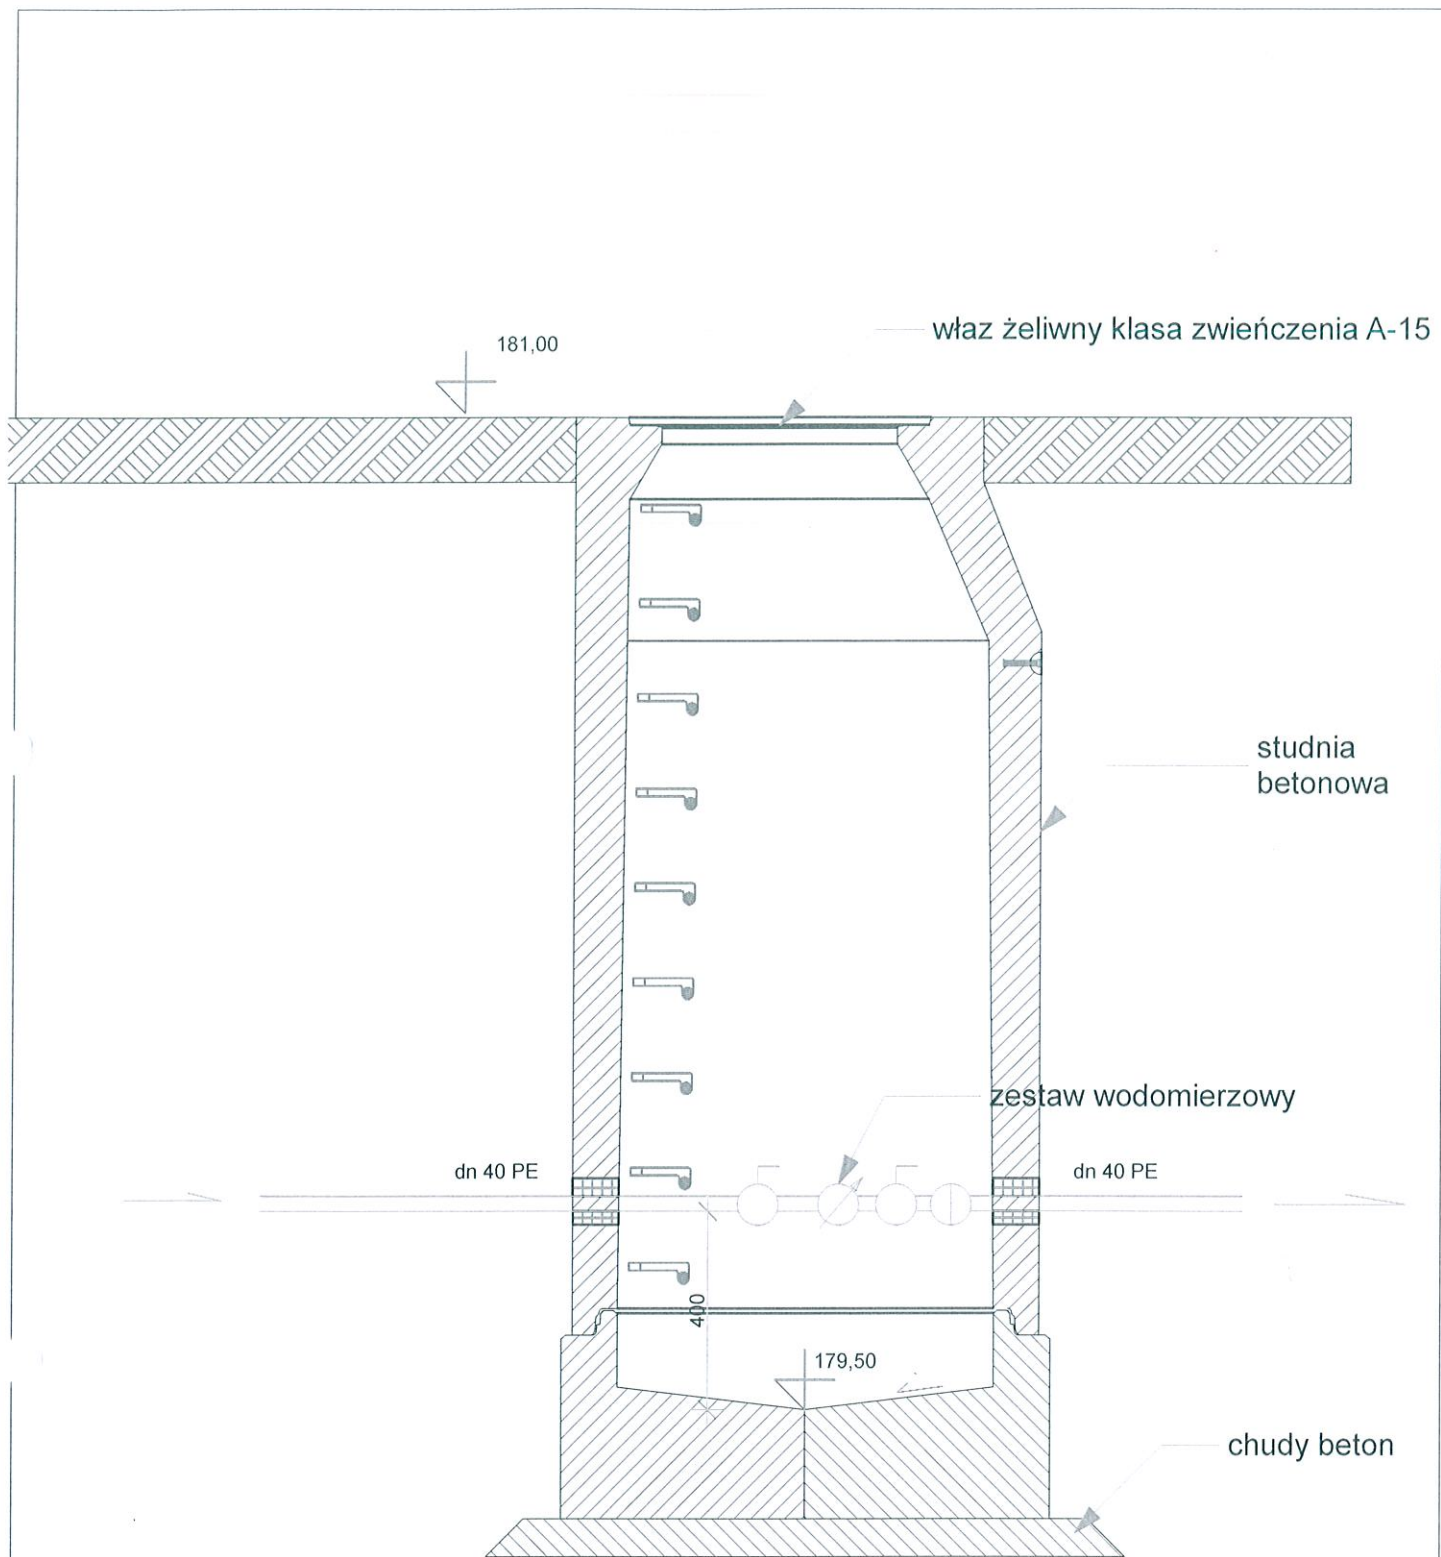 właz żeliwny klasa zwieńczenia A-15
181,00
studnia
betonowa
zestaw wodomierzowy
dn 40 PE
dn 40 PE
400
179,50
chudy beton